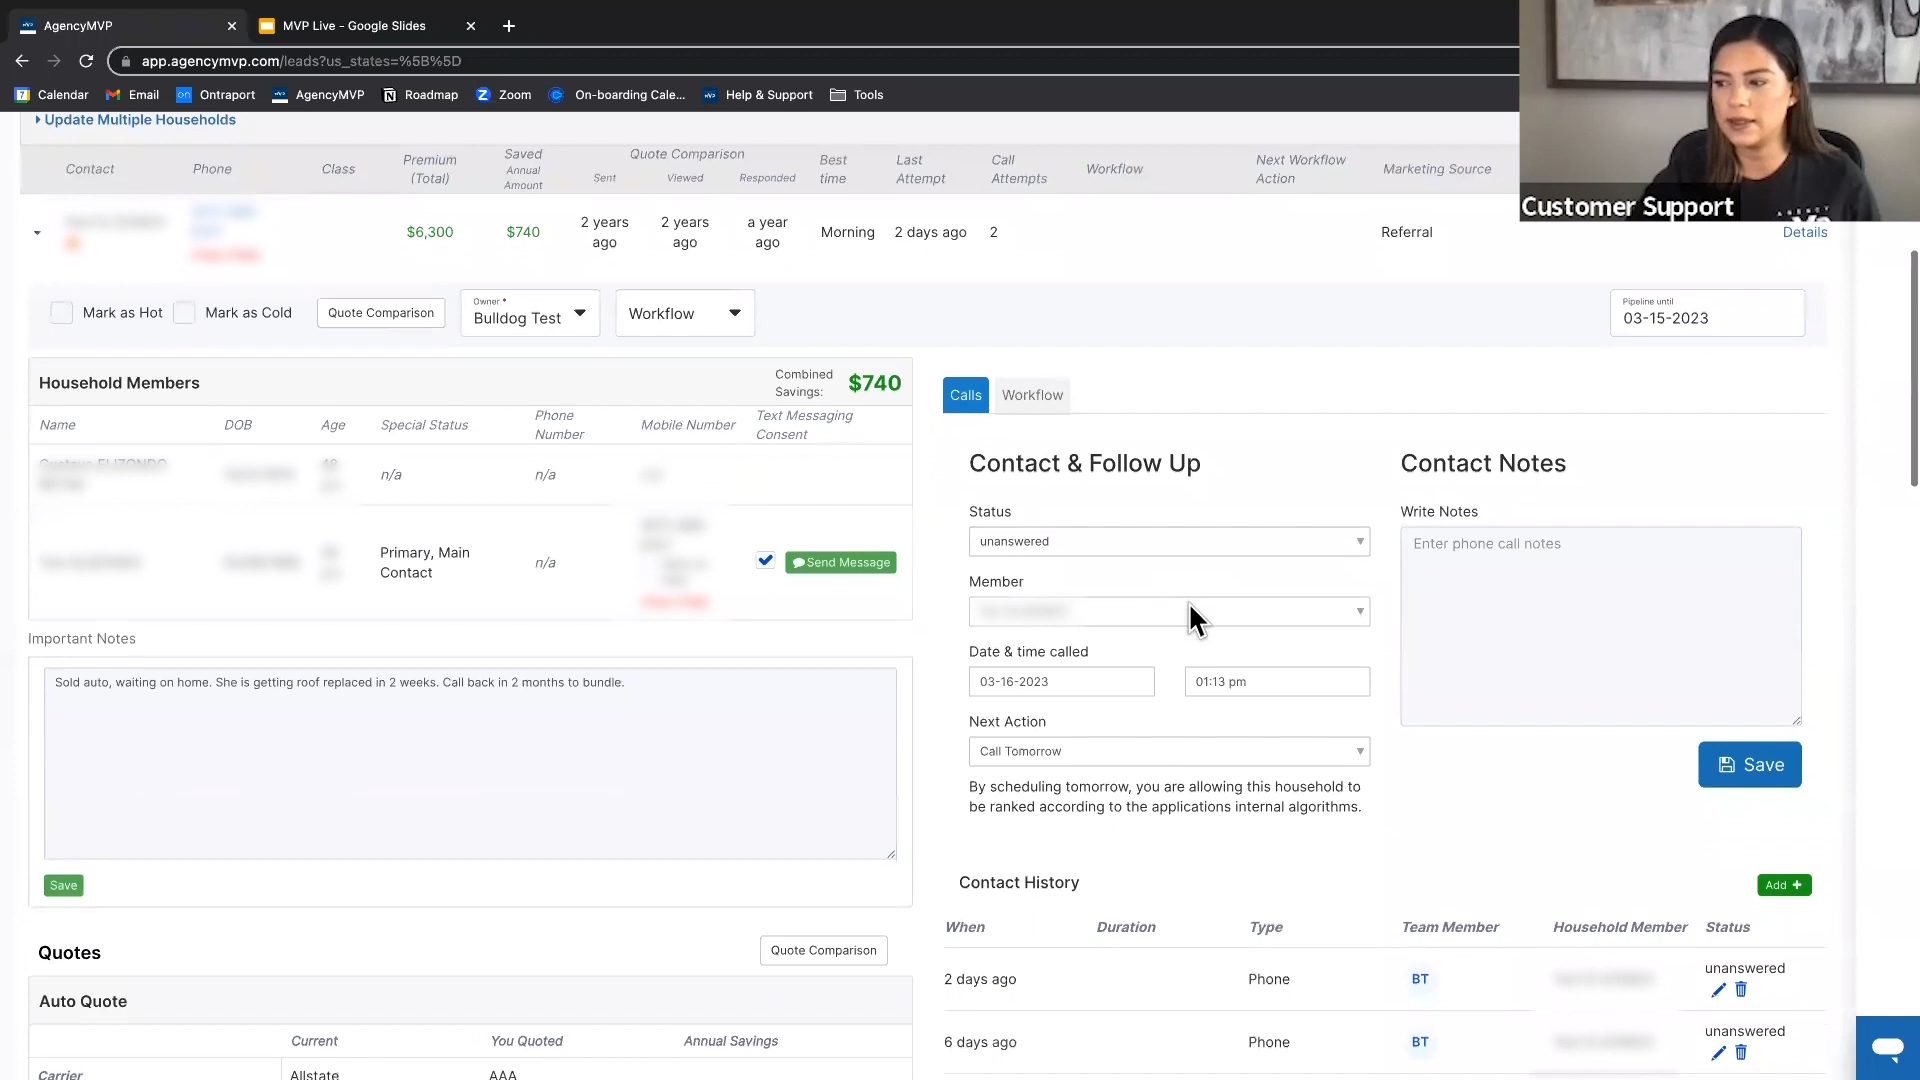 AgencyMVP
MVP Live - Google Slides
app.agencymvp.com/leads?us_states=%5B%5D
Calendar Email Ontraport AgencyMVP Roadmap Zoom On-boarding Cale... Help & Support Tools
Update Multiple Households
Contact Phone Class Premium (Total) Saved Annual Amount Quote Comparison Sent Viewed Responded Best time Last Attempt Call Attempts Workflow Next Workflow Action Marketing Source
$6,300 $740 2 years ago 2 years ago a year ago Morning 2 days ago 2 Referral Details
Customer Support
Mark as Hot Mark as Cold Quote Comparison Owner * Bulldog Test Workflow Pipeline until 03-15-2023
Household Members Combined Savings: $740
Name DOB Age Special Status Phone Number Mobile Number Text Messaging Consent
n/a n/a
Primary, Main Contact n/a Send Message
Important Notes
Sold auto, waiting on home. She is getting roof replaced in 2 weeks. Call back in 2 months to bundle.
Save
Quotes Quote Comparison
Auto Quote
Current You Quoted Annual Savings
Carrier Allstate AAA
Calls Workflow
Contact & Follow Up
Status
unanswered
Member
Date & time called
03-16-2023 01:13 pm
Next Action
Call Tomorrow
By scheduling tomorrow, you are allowing this household to
be ranked according to the applications internal algorithms.
Contact Notes
Write Notes
Enter phone call notes
Save
Contact History Add +
When Duration Type Team Member Household Member Status
2 days ago Phone BT unanswered
6 days ago Phone BT unanswered